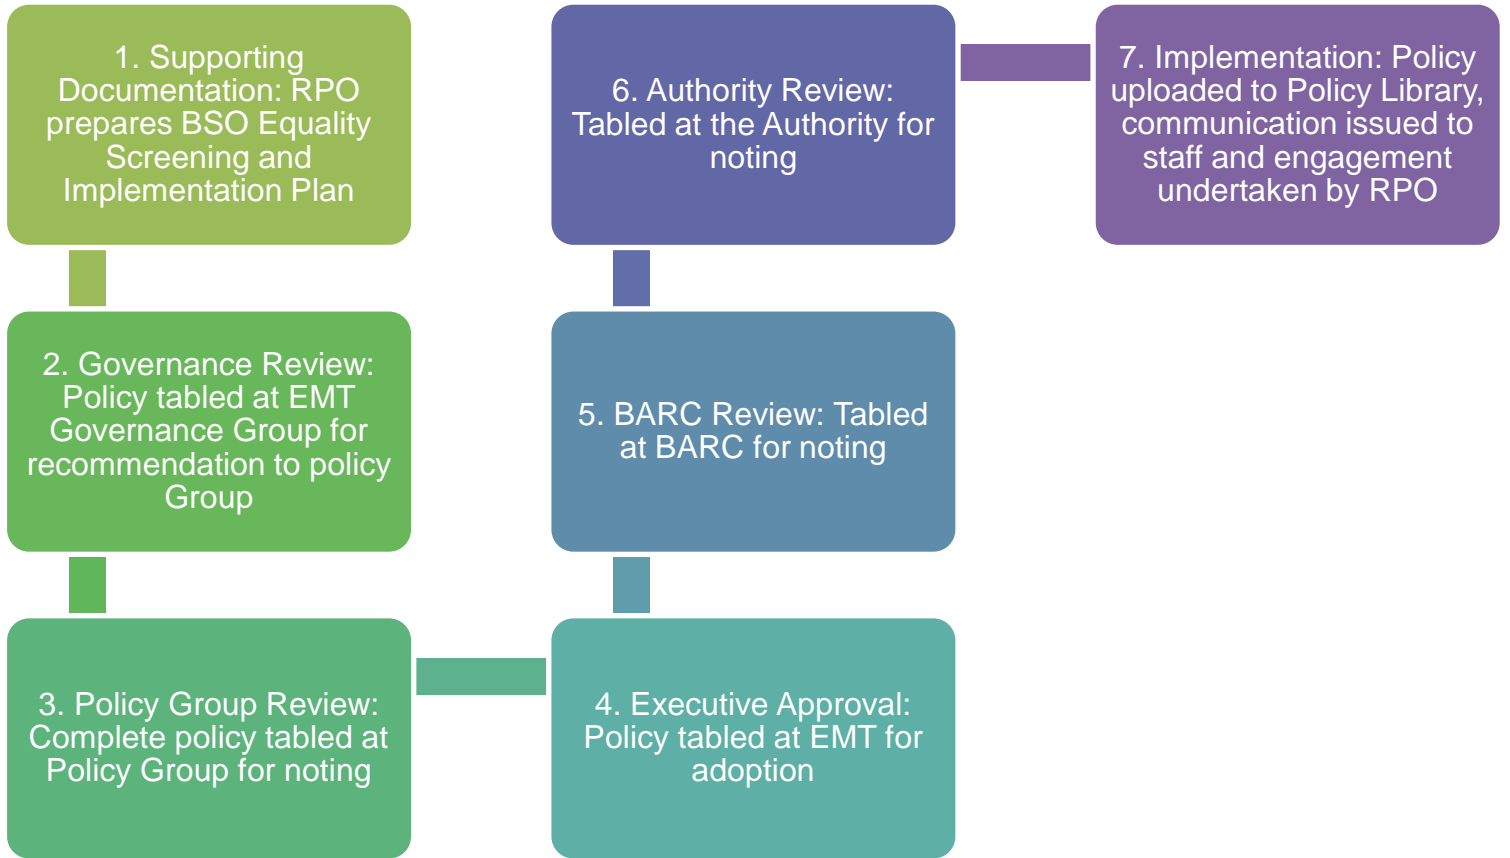 1. Supporting
Documentation: RPO
prepares BSO Equality
Screening and
Implementation Plan
2. Governance Review:
Policy tabled at EMT
Governance Group for
recommendation to policy
Group
3. Policy Group Review:
Complete policy tabled at
Policy Group for noting
4. Executive Approval:
Policy tabled at EMT for
adoption
5. BARC Review: Tabled
at BARC for noting
6. Authority Review:
Tabled at the Authority for
noting
7. Implementation: Policy
uploaded to Policy Library,
communication issued to
staff and engagement
undertaken by RPO